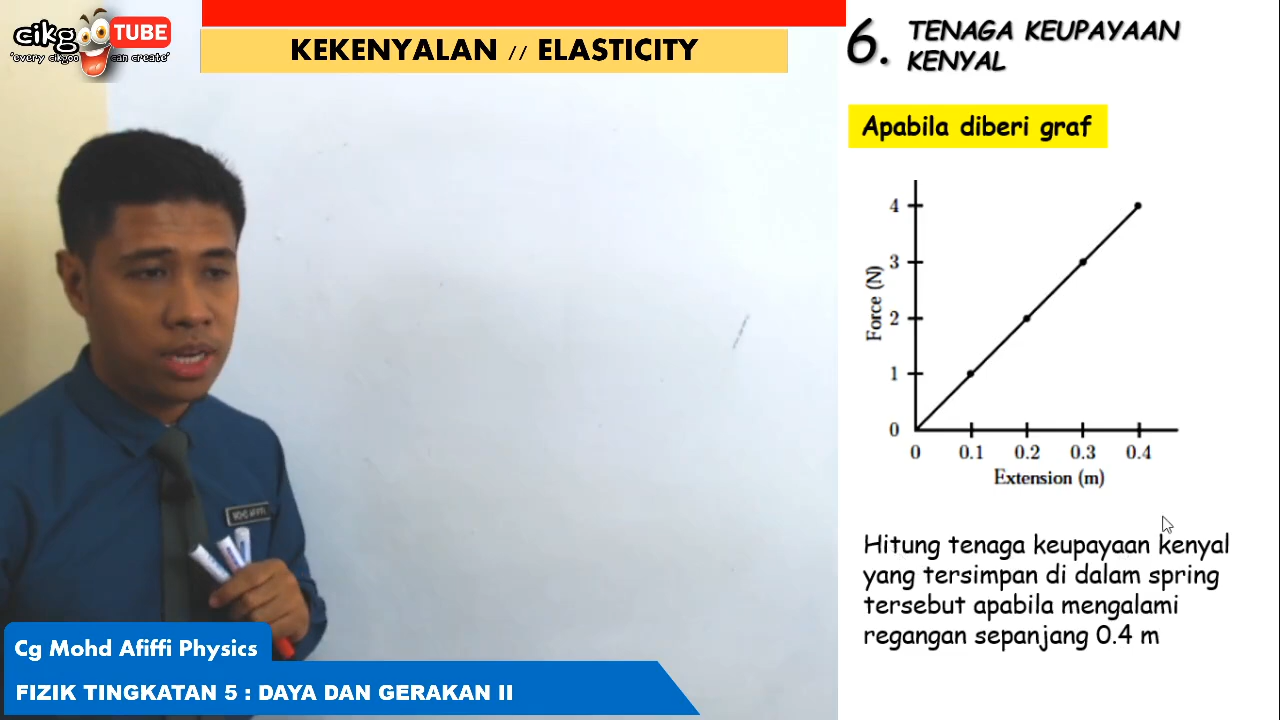 cikgooTUBE
'every cikgoo can create'
KEKENYALAN // ELASTICITY
6. TENAGA KEUPAYAAN
KENYAL
Apabila diberi graf
4
3
2
1
0
Force (N)
0 0.1 0.2 0.3 0.4
Extension (m)
Hitung tenaga keupayaan kenyal
yang tersimpan di dalam spring
tersebut apabila mengalami
regangan sepanjang 0.4 m
MOHD AFIFFI
Cg Mohd Afiffi Physics
FIZIK TINGKATAN 5 : DAYA DAN GERAKAN II